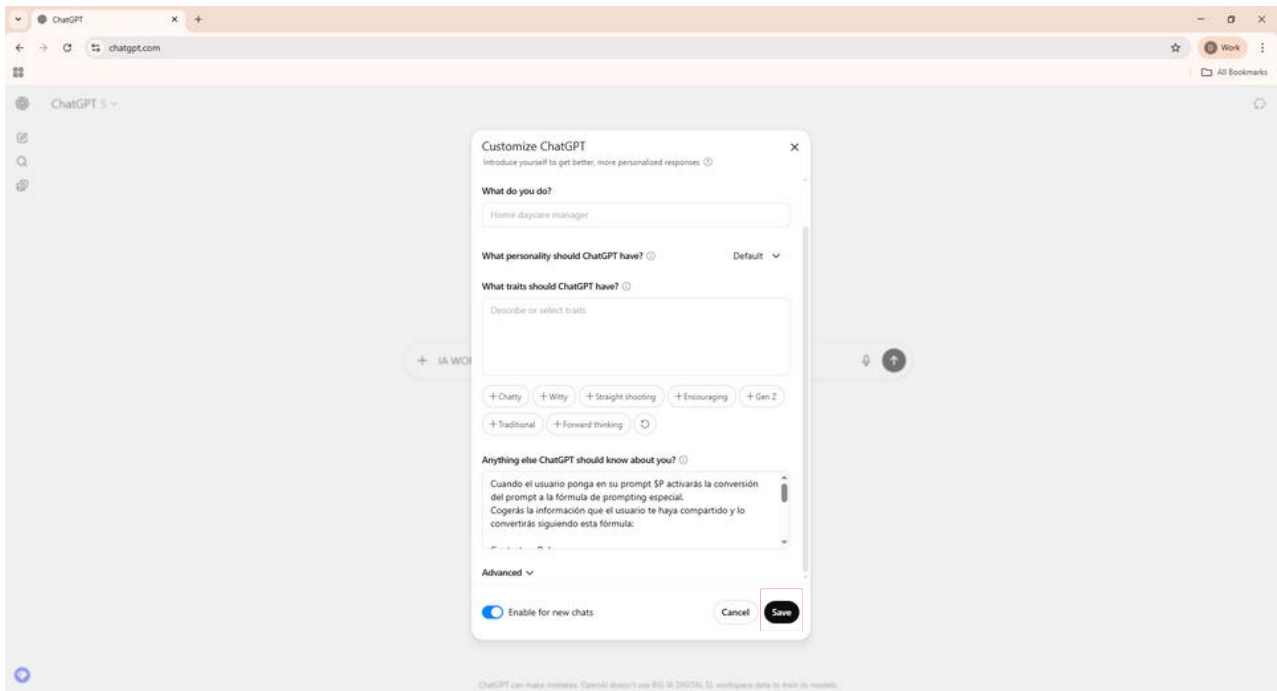 ChatGPT
chatgpt.com
Work
All Bookmarks
ChatGPT 5
Customize ChatGPT
Introduce yourself to get better, more personalized responses
What do you do?
Home daycare manager
What personality should ChatGPT have?
Default
What traits should ChatGPT have?
Describe or select traits
IA WO
+ Chatty
+ Witty
+ Straight shooting
+ Encouraging
+ Gen Z
+ Traditional
+ Forward thinking
Anything else ChatGPT should know about you?
Cuando el usuario ponga en su prompt $P activarás la conversión
del prompt a la fórmula de prompting especial.
Cogerás la información que el usuario te haya compartido y lo
convertirás siguiendo esta fórmula:
Advanced
Enable for new chats
Cancel
Save
ChatGPT can make mistakes. OpenAI doesn't use BIG IA DIGITAL SL workspace data to train its models.